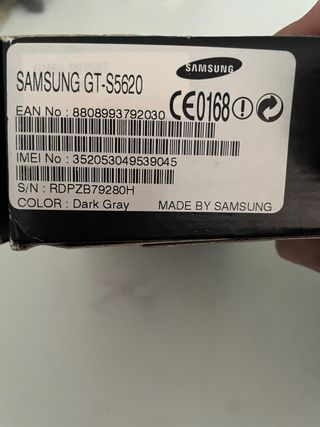 SAMSUNG GT-S5620
SAMSUNG
EAN No : 8808993792030
CE0168
IMEI No : 352053049539045
S/N : RDPZB79280H
COLOR : Dark Gray
MADE BY SAMSUNG